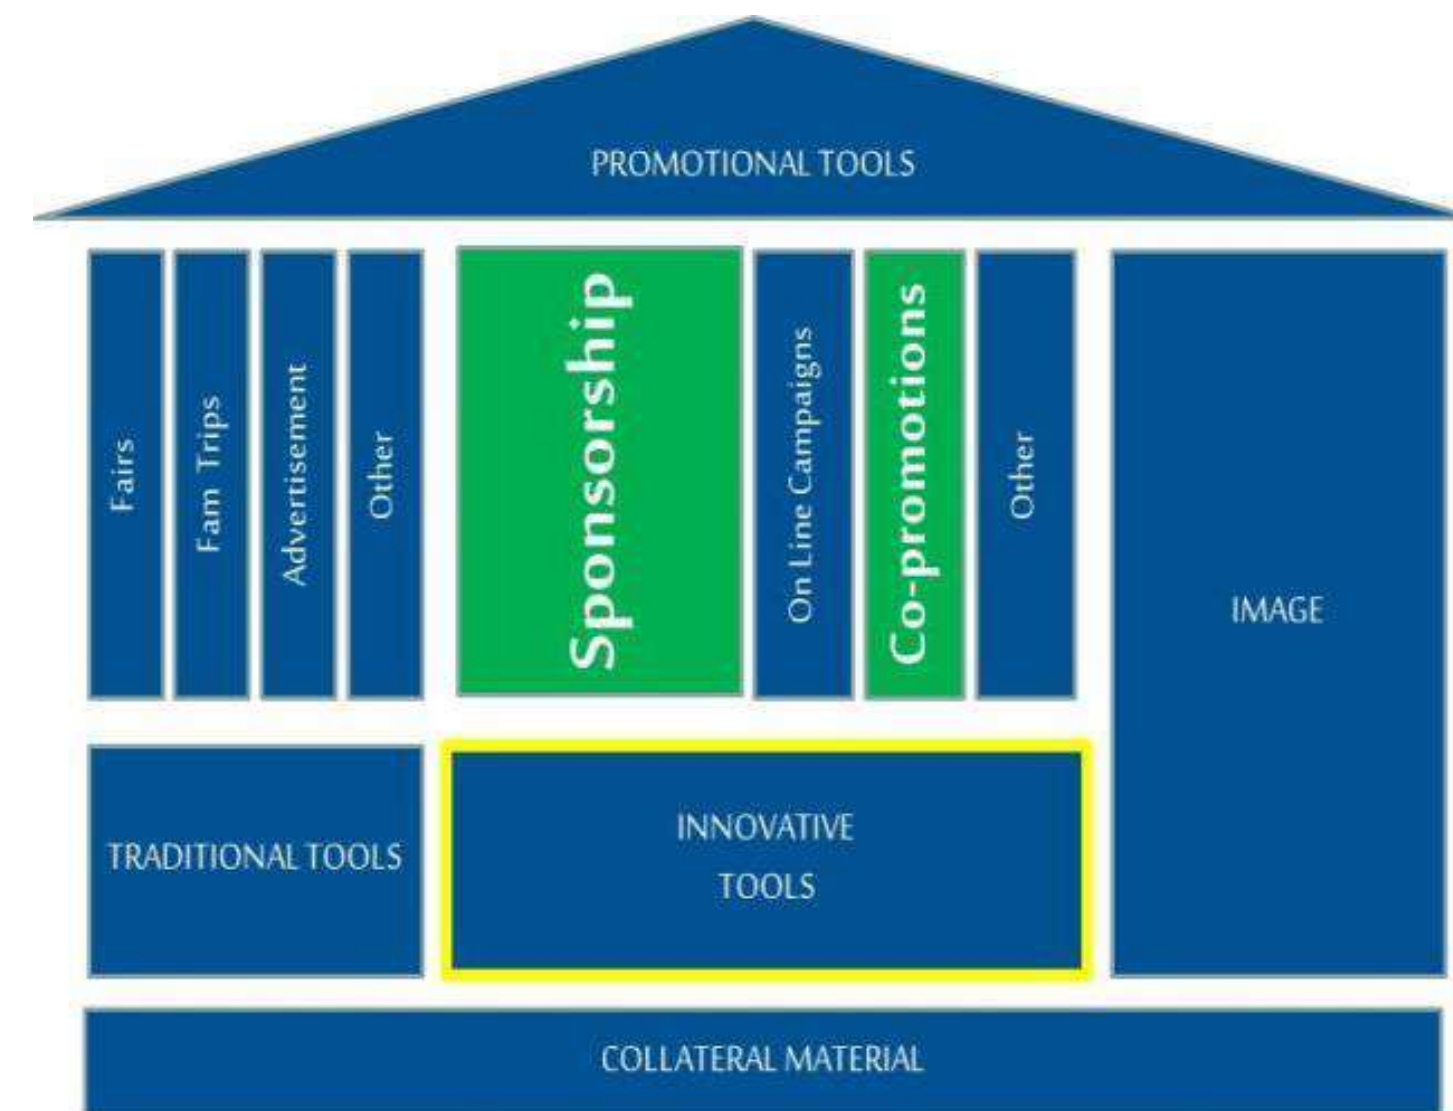 PROMOTIONAL TOOLS
Fairs
Fam Trips
Advertisement
Other
Sponsorship
On Line Campaigns
Co-promotions
Other
IMAGE
TRADITIONAL TOOLS
INNOVATIVE
TOOLS
COLLATERAL MATERIAL